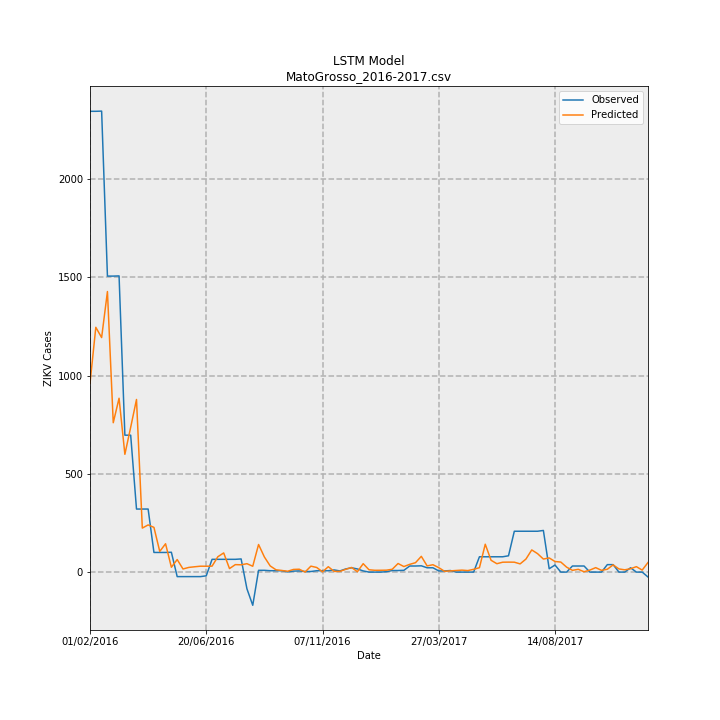 LSTM Model
MatoGrosso_2016-2017.csv
Observed
Predicted
ZIKV Cases
2000
1500
1000
500
0
01/02/2016
20/06/2016
07/11/2016
27/03/2017
14/08/2017
Date